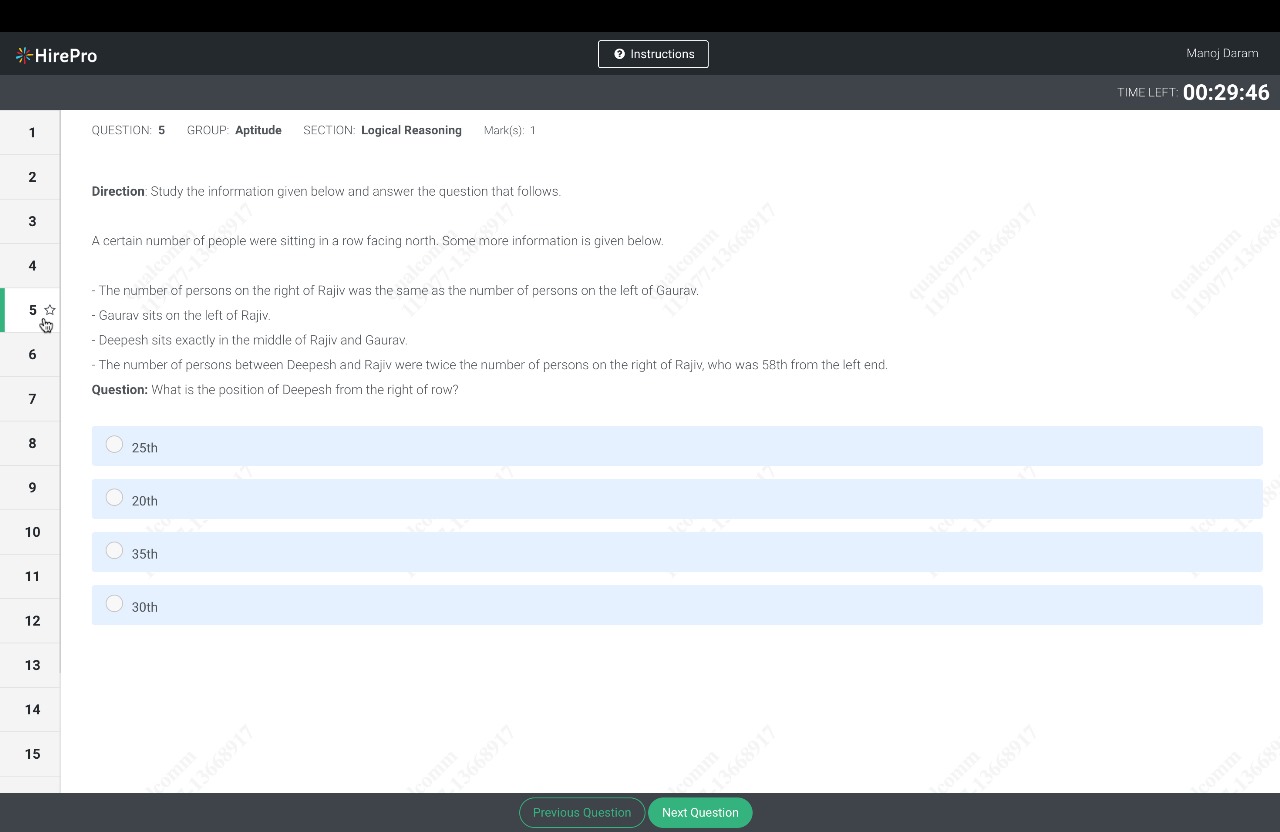 HirePro
Instructions
Manoj Daram
TIME LEFT: 00:29:46
QUESTION: 5 GROUP: Aptitude SECTION: Logical Reasoning Mark(s): 1
Direction: Study the information given below and answer the question that follows.
A certain number of people were sitting in a row facing north. Some more information is given below.
- The number of persons on the right of Rajiv was the same as the number of persons on the left of Gaurav.
- Gaurav sits on the left of Rajiv.
- Deepesh sits exactly in the middle of Rajiv and Gaurav.
- The number of persons between Deepesh and Rajiv were twice the number of persons on the right of Rajiv, who was 58th from the left end.
Question: What is the position of Deepesh from the right of row?
25th
20th
35th
30th
1
2
3
4
5
6
7
8
9
10
11
12
13
14
15
qualcomm
119077-13668917
Previous Question
Next Question